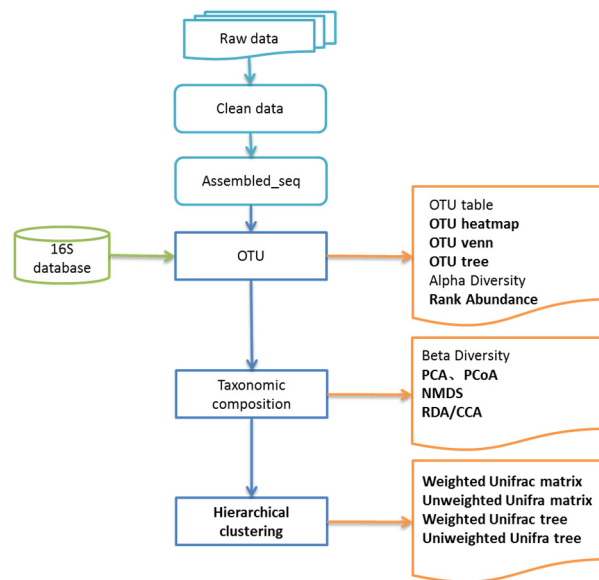 Raw data
Clean data
Assembled_seq
16S
database
OTU
OTU table
OTU heatmap
OTU venn
OTU tree
Alpha Diversity
Rank Abundance
Taxonomic
composition
Beta Diversity
PCA、PCoA
NMDS
RDA/CCA
Hierarchical
clustering
Weighted Unifrac matrix
Unweighted Unifra matrix
Weighted Unifrac tree
Uniweighted Unifra tree